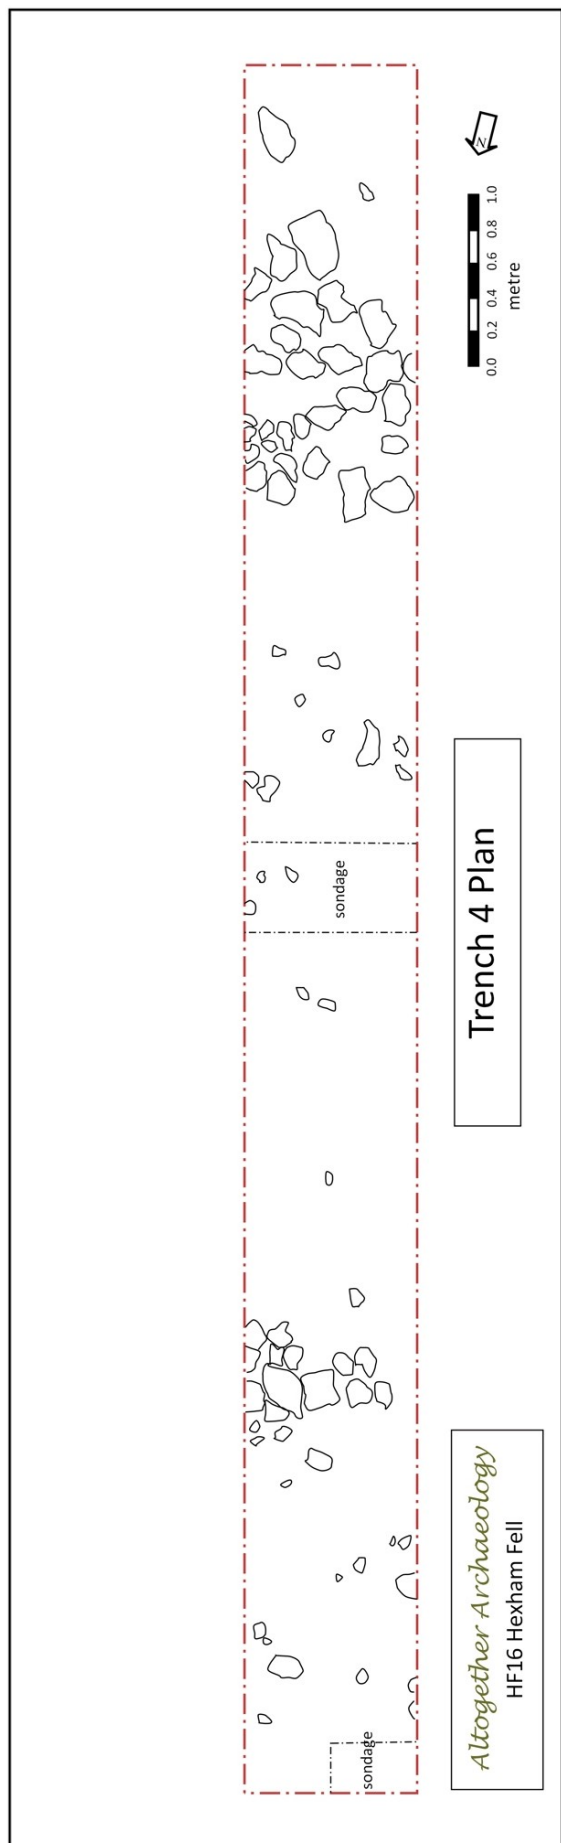 N
0.0 0.2 0.4 0.6 0.8 1.0
metre
sondage
Trench 4 Plan
sondage
Altogether Archaeology
HF16 Hexham Fell